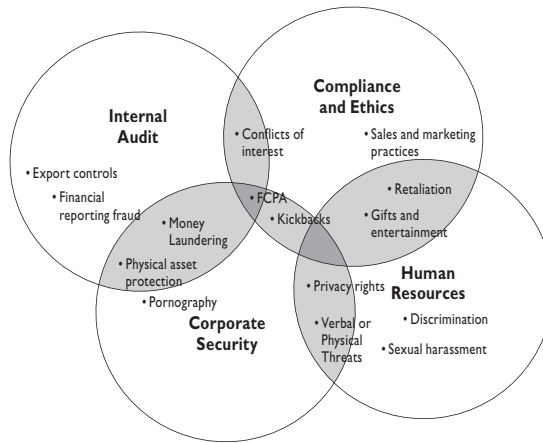 Compliance
and Ethics
Internal
Audit
• Conflicts of
interest
• Sales and marketing
practices
• Export controls
• Financial
reporting fraud
• Retaliation
• FCPA
• Kickbacks
• Gifts and
entertainment
• Money
Laundering
• Physical asset
protection
• Pornography
Corporate
Security
Human
Resources
• Privacy rights
• Verbal or
Physical
Threats
• Discrimination
• Sexual harassment